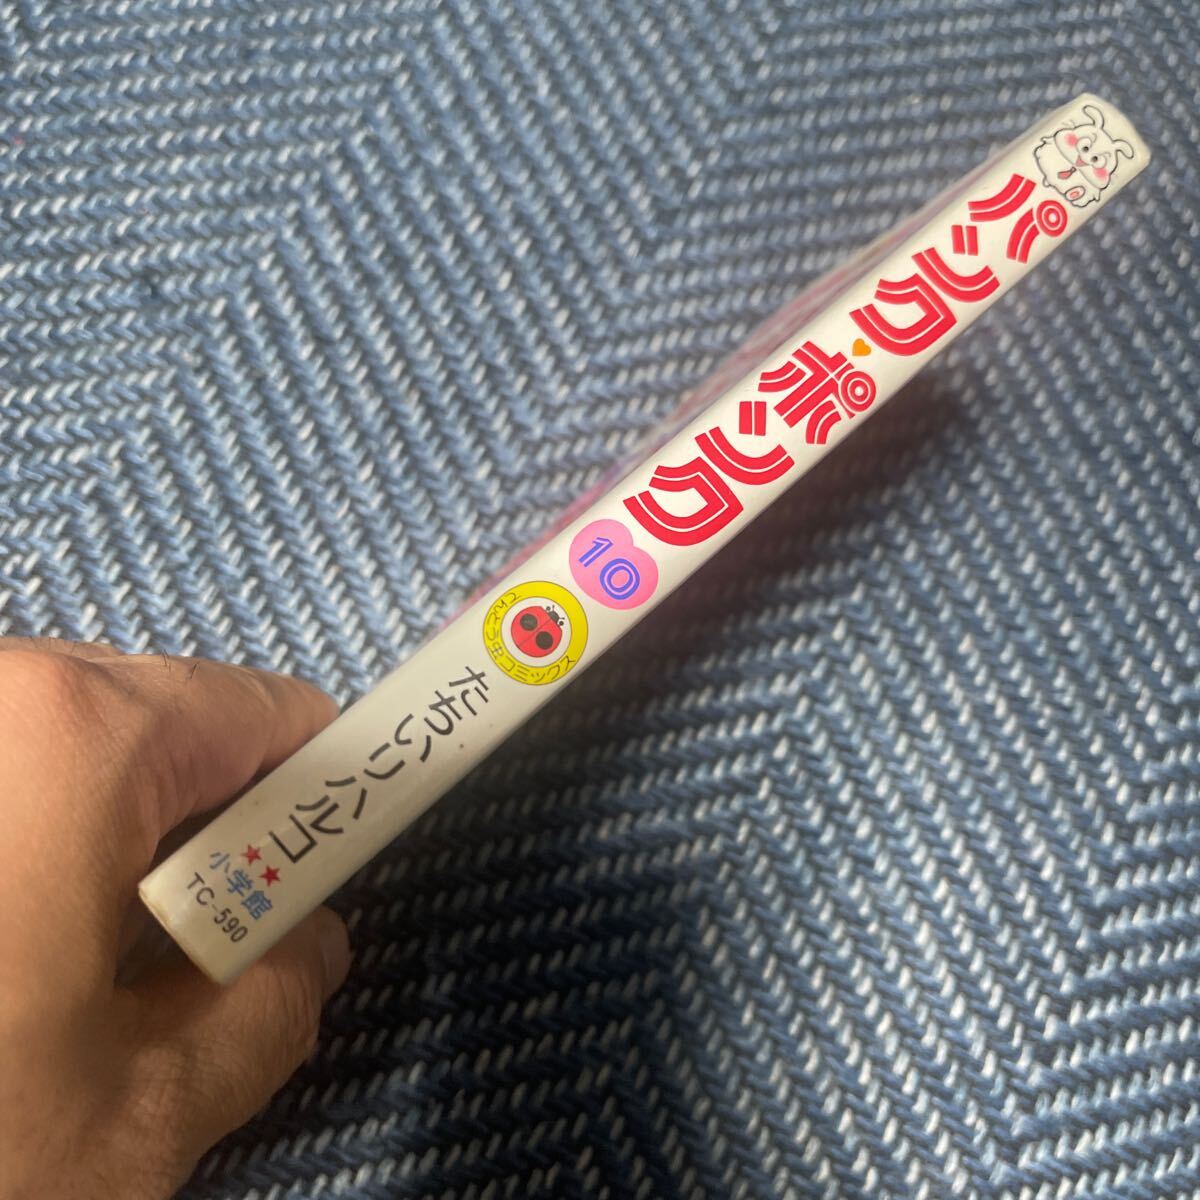 パンク・ポンク
10
てんとう虫コミックス
たちいりハルコ
小学館
TC-590